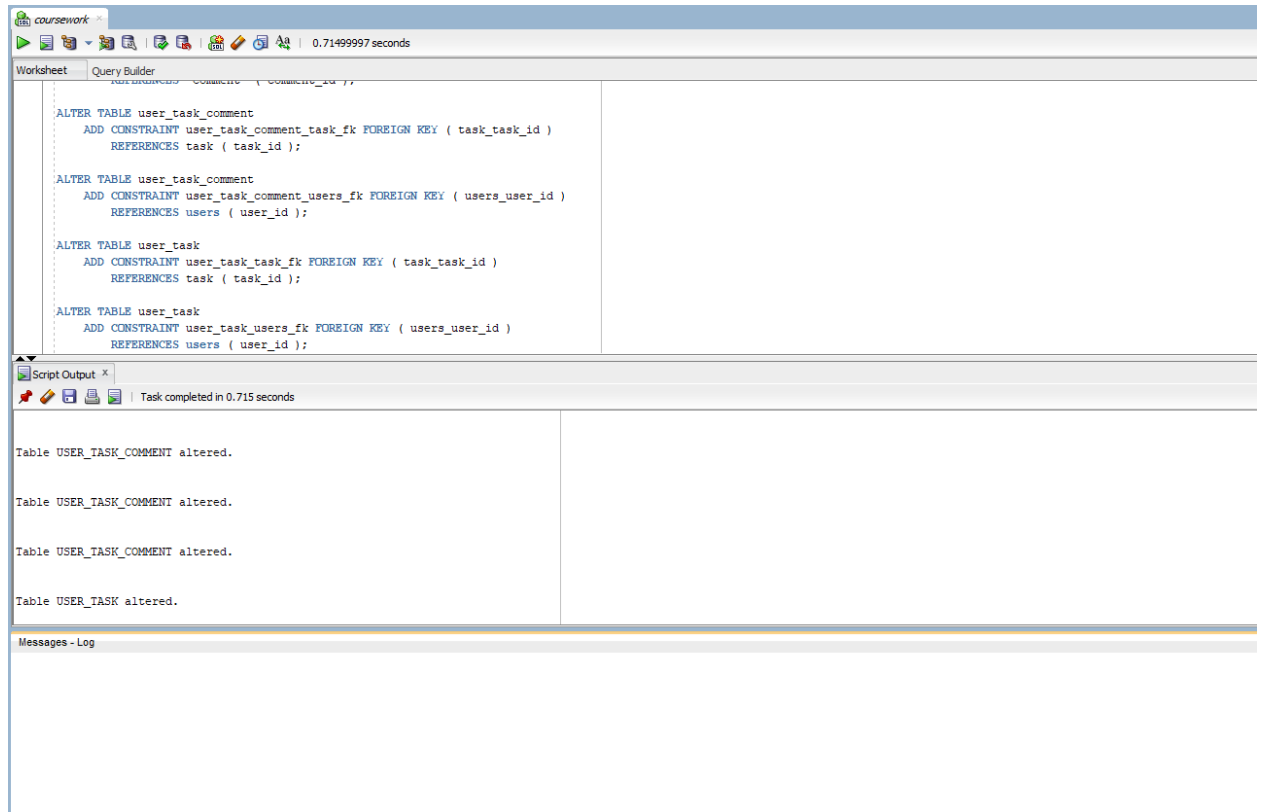 coursework
0.71499997 seconds
Worksheet Query Builder
ALTER TABLE user_task_comment
ADD CONSTRAINT user_task_comment_task_fk FOREIGN KEY ( task_task_id )
REFERENCES task ( task_id );
ALTER TABLE user_task_comment
ADD CONSTRAINT user_task_comment_users_fk FOREIGN KEY ( users_user_id )
REFERENCES users ( user_id );
ALTER TABLE user_task
ADD CONSTRAINT user_task_task_fk FOREIGN KEY ( task_task_id )
REFERENCES task ( task_id );
ALTER TABLE user_task
ADD CONSTRAINT user_task_users_fk FOREIGN KEY ( users_user_id )
REFERENCES users ( user_id );
Script Output
Task completed in 0.715 seconds
Table USER_TASK_COMMENT altered.
Table USER_TASK_COMMENT altered.
Table USER_TASK_COMMENT altered.
Table USER_TASK altered.
Messages - Log